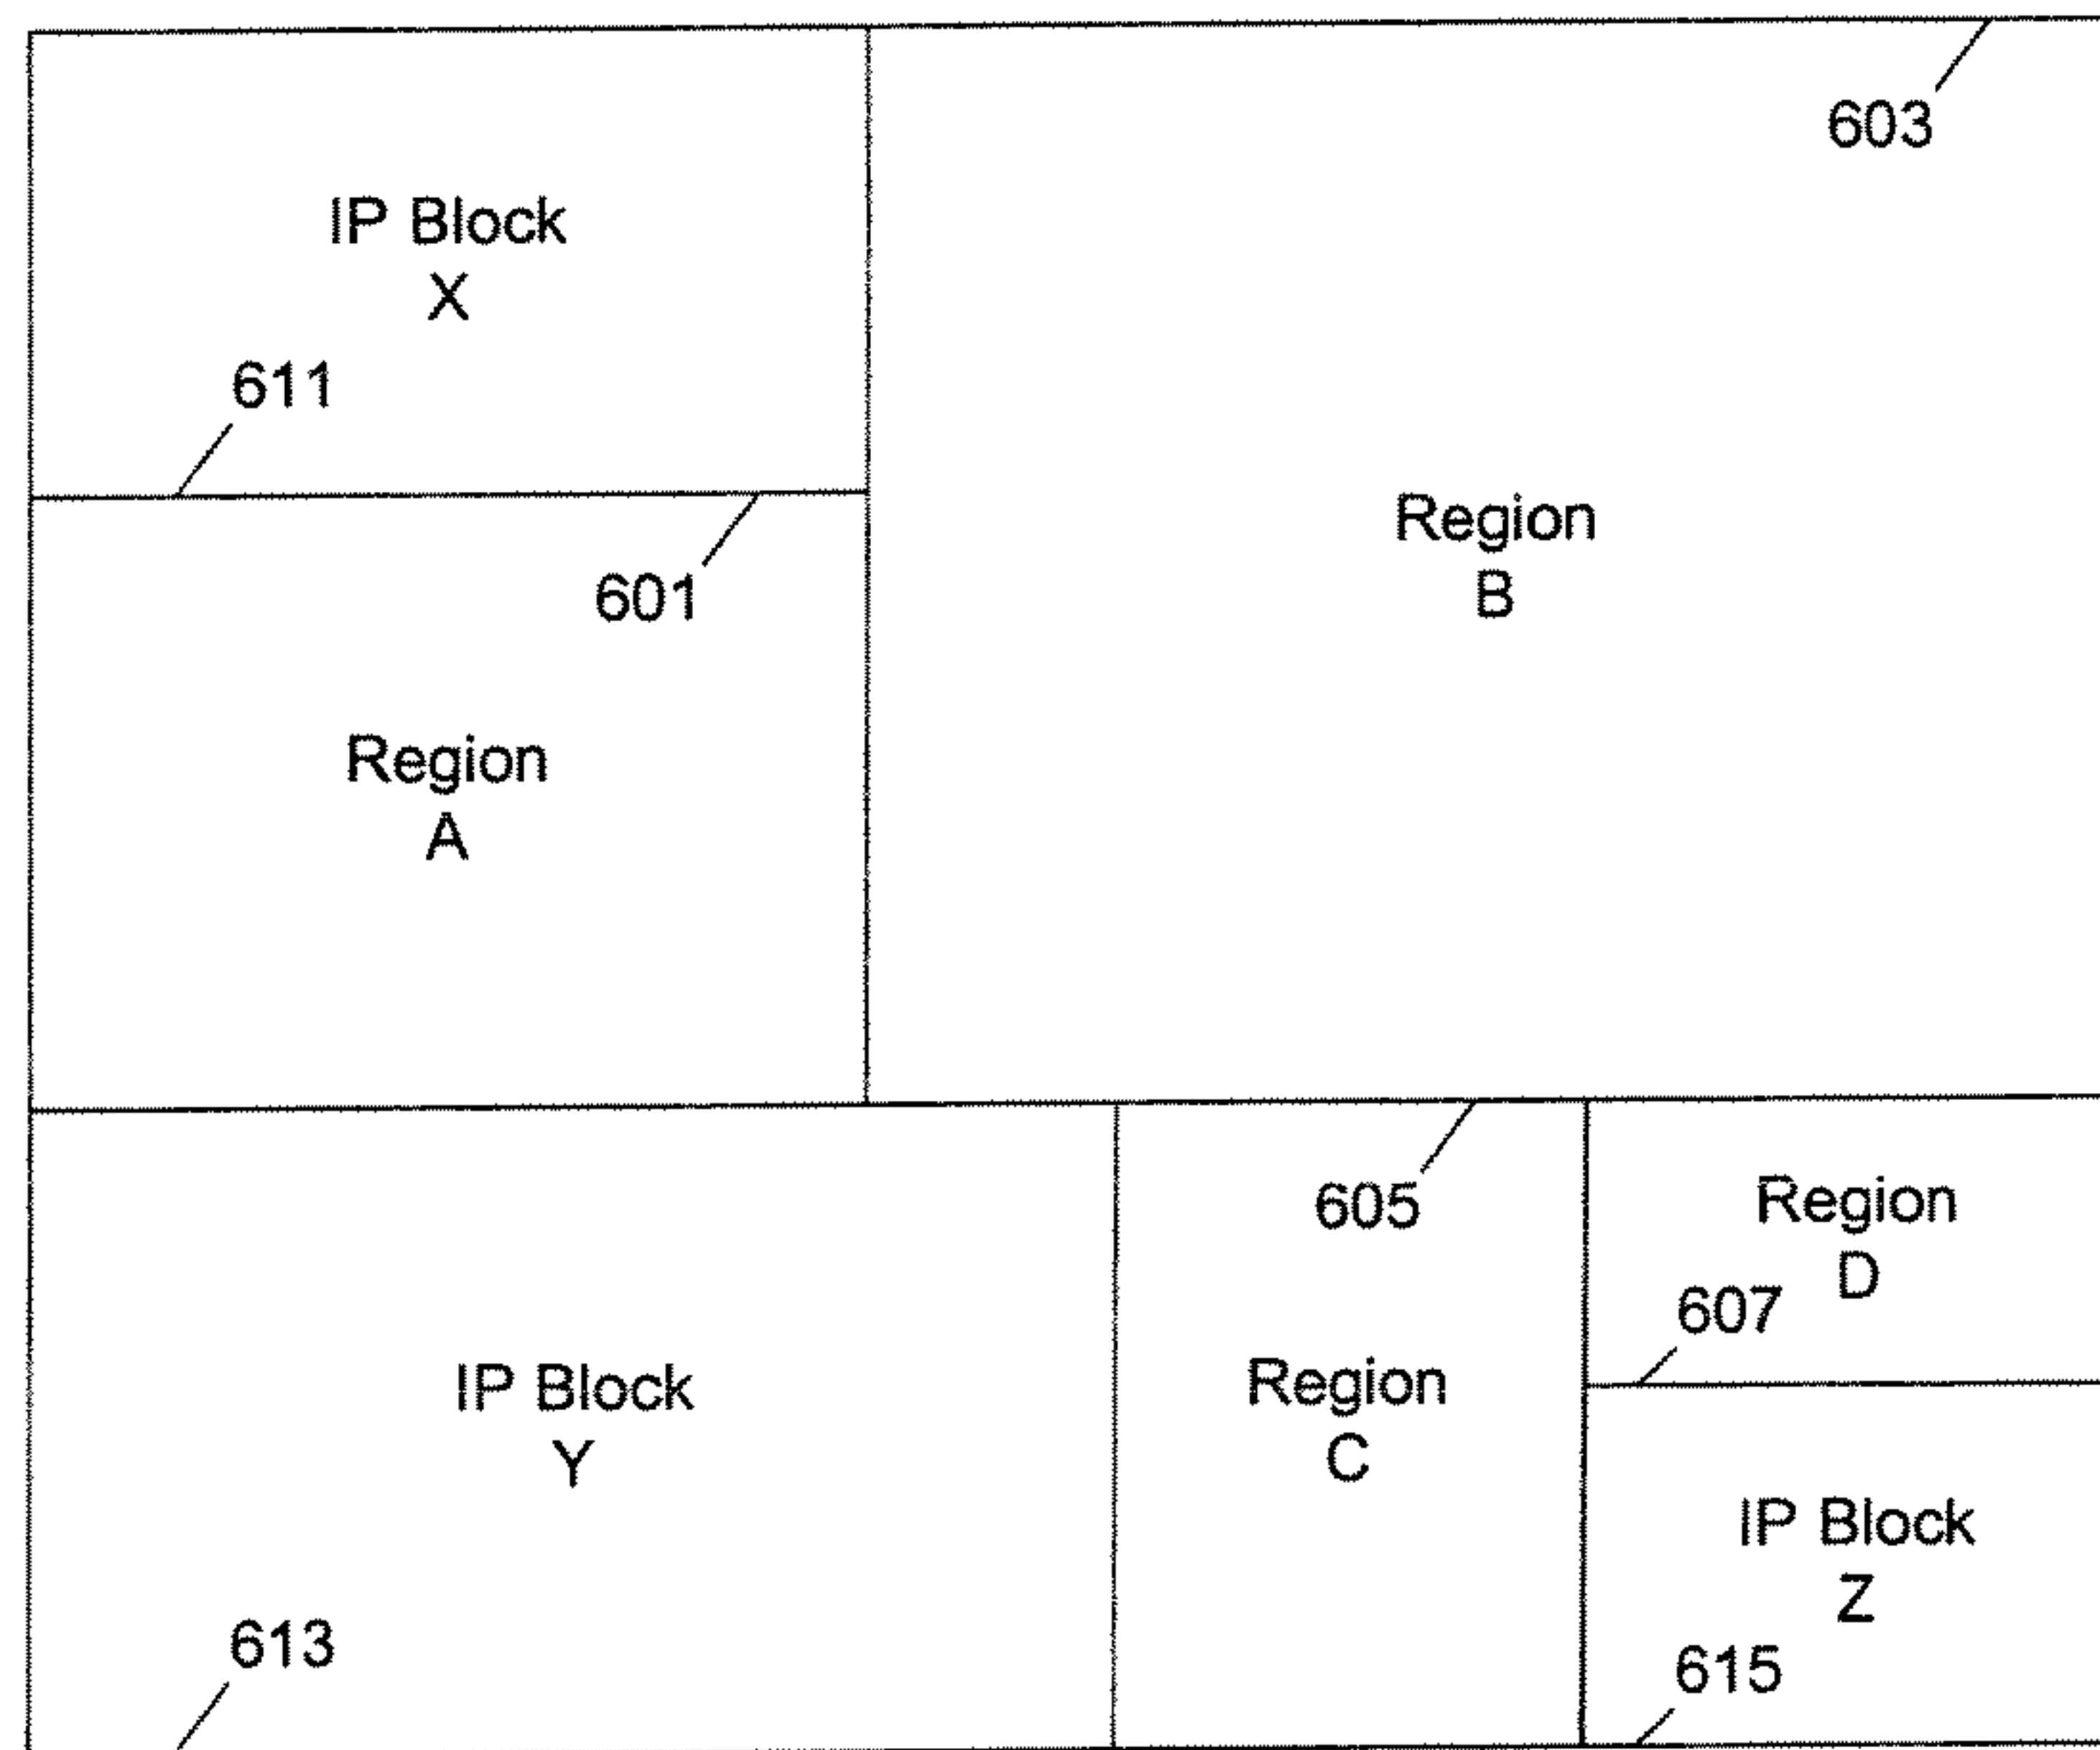 603
IP Block
X
611
Region
B
601
Region
A
605
Region
D
607
IP Block
Y
Region
C
IP Block
Z
613
615